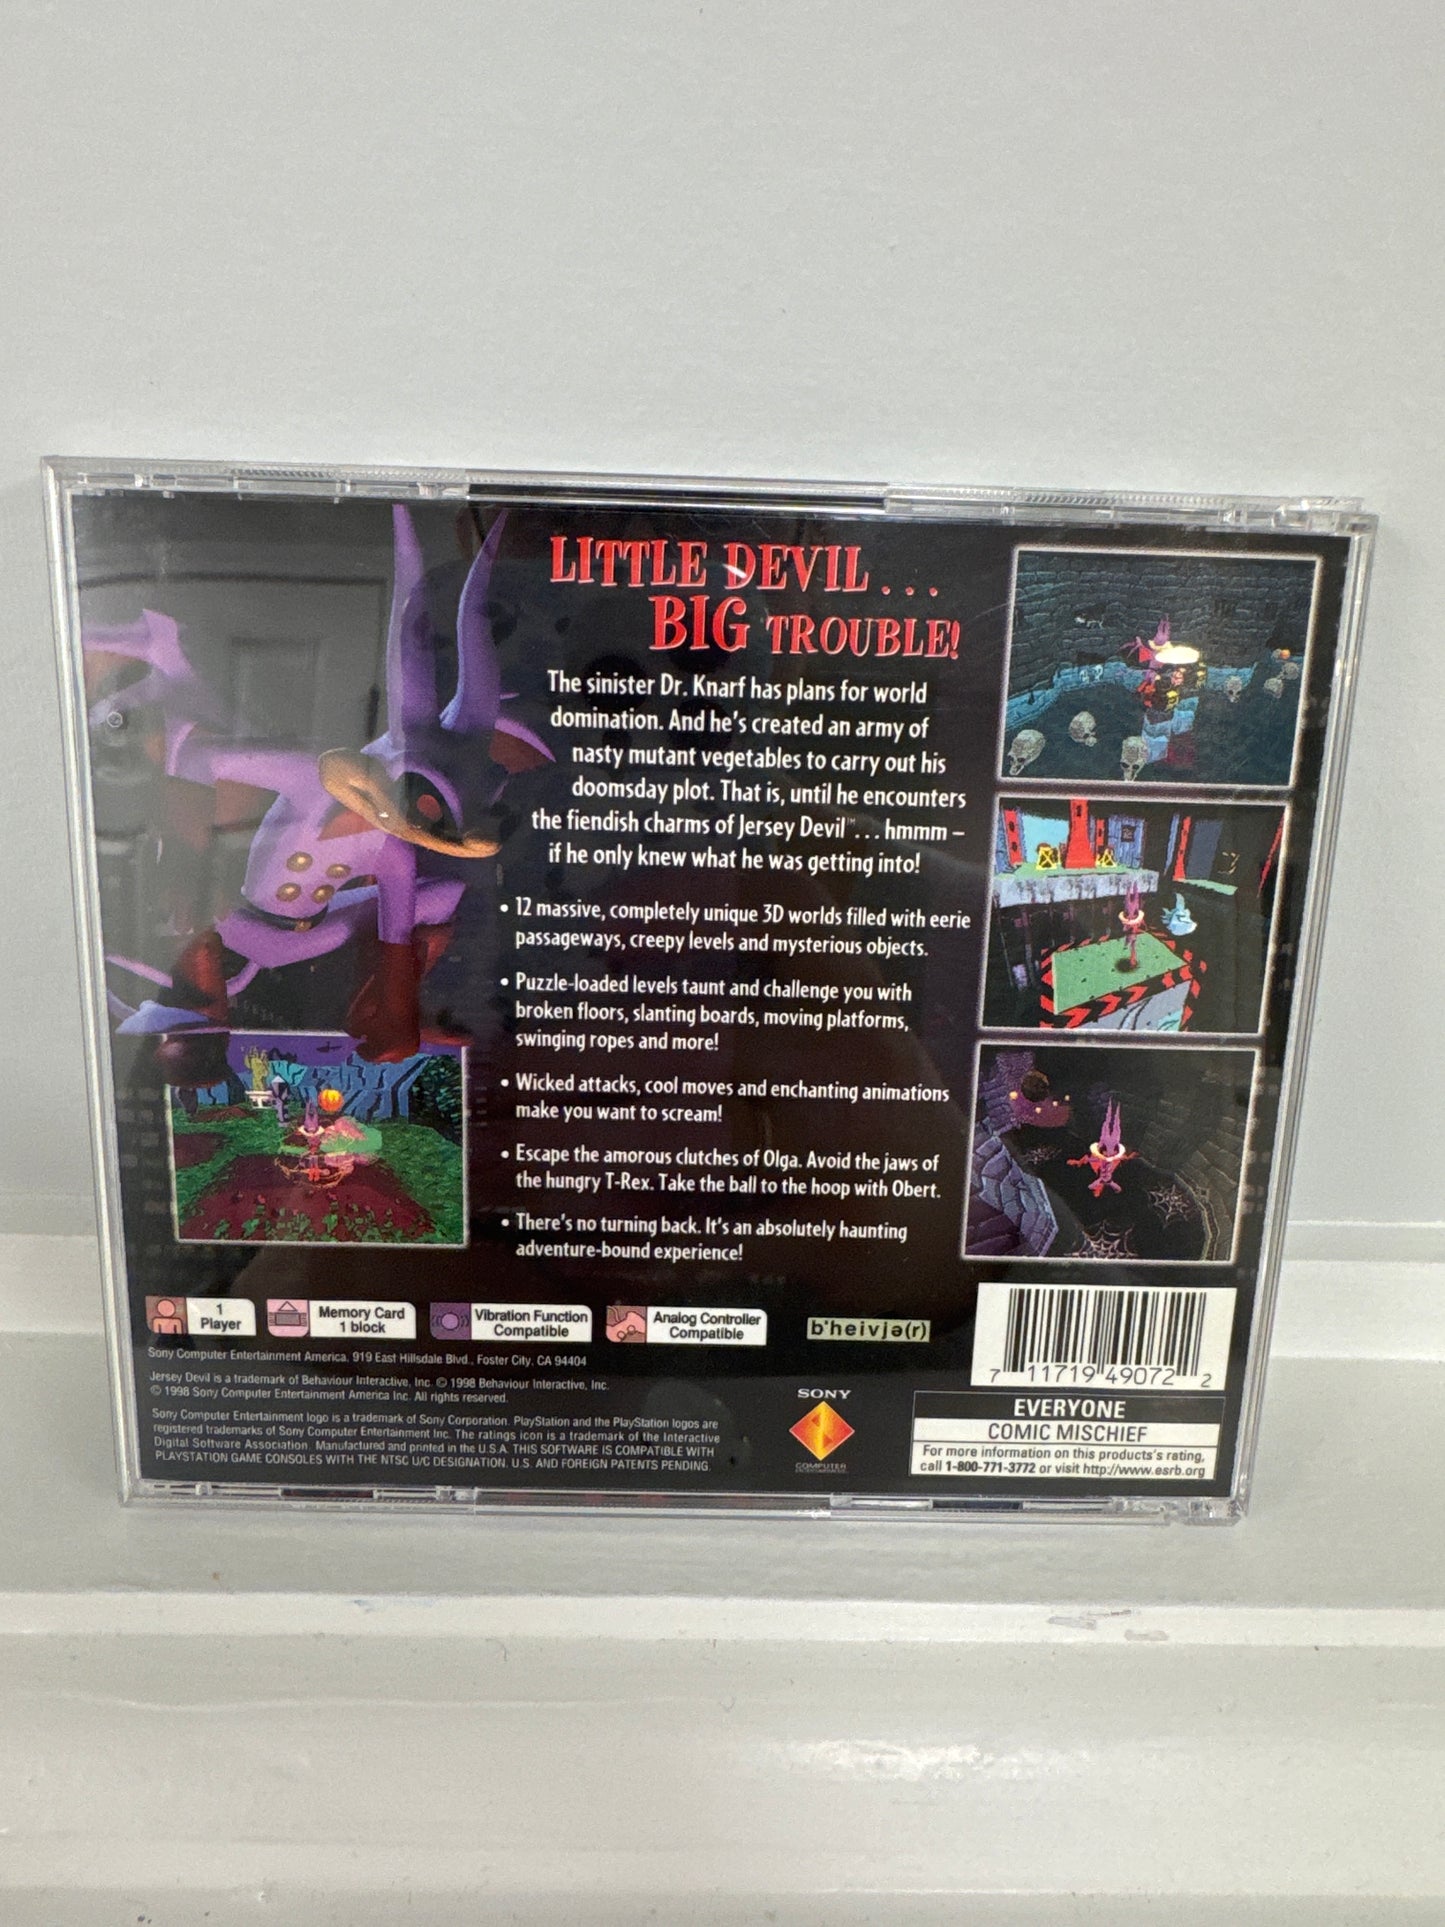 LITTLE DEVIL...
BIG TROUBLE!
The sinister Dr. Knarf has plans for world
domination. And he's created an army of
nasty mutant vegetables to carry out his
doomsday plot. That is, until he encounters
the fiendish charms of Jersey Devil™... hmmm –
if he only knew what he was getting into!
• 12 massive, completely unique 3D worlds filled with eerie
passageways, creepy levels and mysterious objects.
• Puzzle-loaded levels taunt and challenge you with
broken floors, slanting boards, moving platforms,
swinging ropes and more!
• Wicked attacks, cool moves and enchanting animations
make you want to scream!
• Escape the amorous clutches of Olga. Avoid the jaws of
the hungry T-Rex. Take the ball to the hoop with Obert.
• There's no turning back. It's an absolutely haunting
adventure-bound experience!
1
Player
Memory Card
1 block
Vibration Function
Compatible
Analog Controller
Compatible
b'heivjə(r)
Sony Computer Entertainment America, 919 East Hillsdale Blvd., Foster City, CA 94404
Jersey Devil is a trademark of Behaviour Interactive, Inc. © 1998 Behaviour Interactive, Inc.
© 1998 Sony Computer Entertainment America Inc. All rights reserved.
Sony Computer Entertainment logo is a trademark of Sony Corporation. PlayStation and the PlayStation logos are
registered trademarks of Sony Computer Entertainment Inc. The ratings icon is a trademark of the Interactive
Digital Software Association. Manufactured and printed in the U.S.A. THIS SOFTWARE IS COMPATIBLE WITH
PLAYSTATION GAME CONSOLES WITH THE NTSC U/C DESIGNATION. U.S. AND FOREIGN PATENTS PENDING.
SONY
COMPUTER
ENTERTAINMENT
7 11719 49072 2
EVERYONE
COMIC MISCHIEF
For more information on this products's rating,
call 1-800-771-3772 or visit http://www.esrb.org